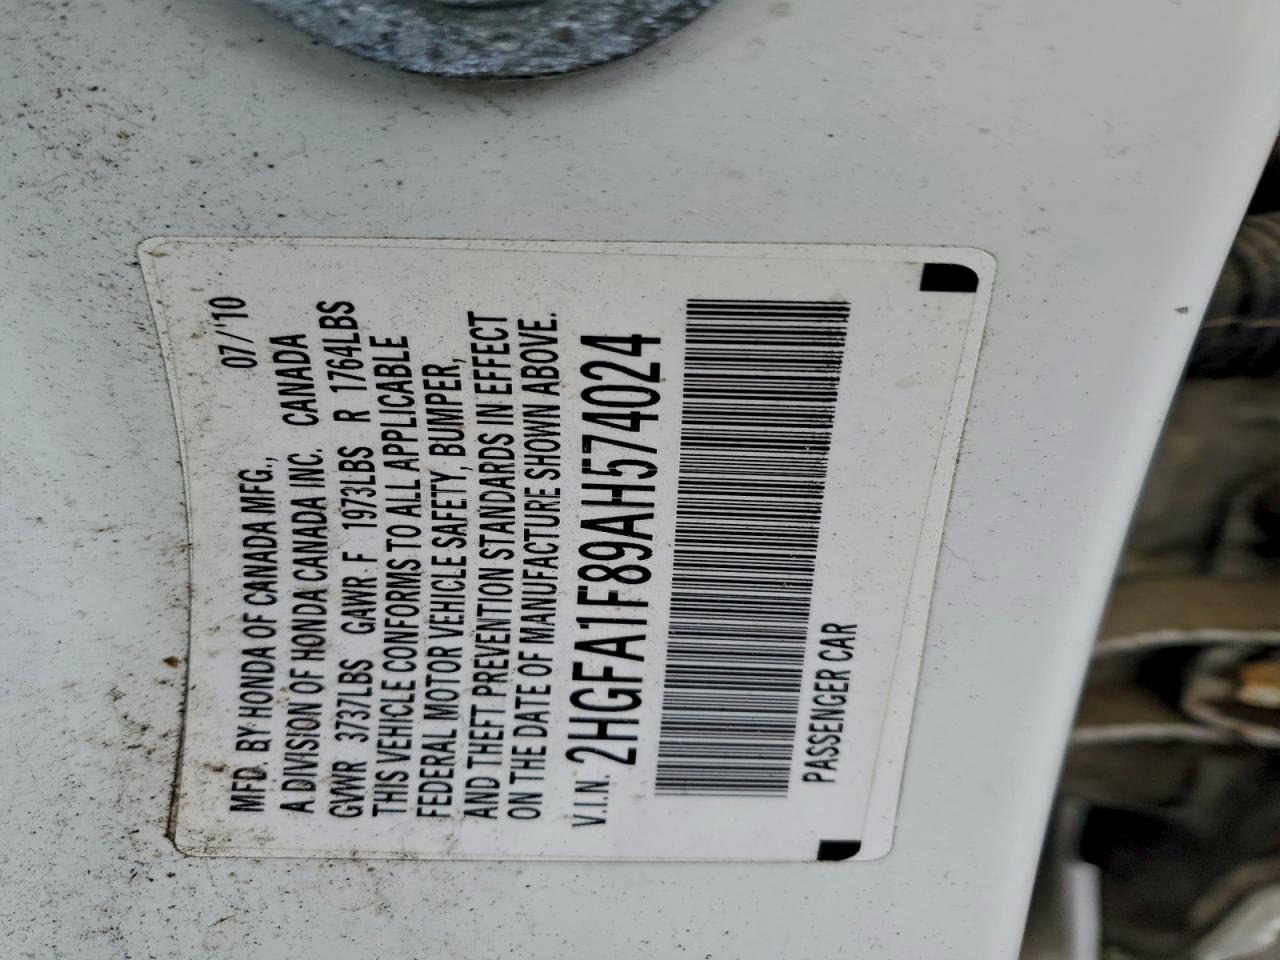 MFD. BY HONDA OF CANADA MFG., 07/'10
A DIVISION OF HONDA CANADA INC. CANADA
GVWR 3737LBS GAWR F 1973LBS R 1764LBS
THIS VEHICLE CONFORMS TO ALL APPLICABLE
FEDERAL MOTOR VEHICLE SAFETY, BUMPER,
AND THEFT PREVENTION STANDARDS IN EFFECT
ON THE DATE OF MANUFACTURE SHOWN ABOVE.
V.I.N. 2HGFA1F89AH574024
PASSENGER CAR